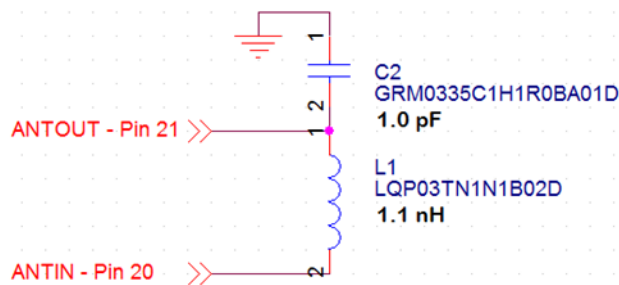 1
C2
GRM0335C1H1R0BA01D
2
1.0 pF
ANTOUT - Pin 21
1
L1
LQP03TN1N1B02D
1.1 nH
ANTIN - Pin 20
2